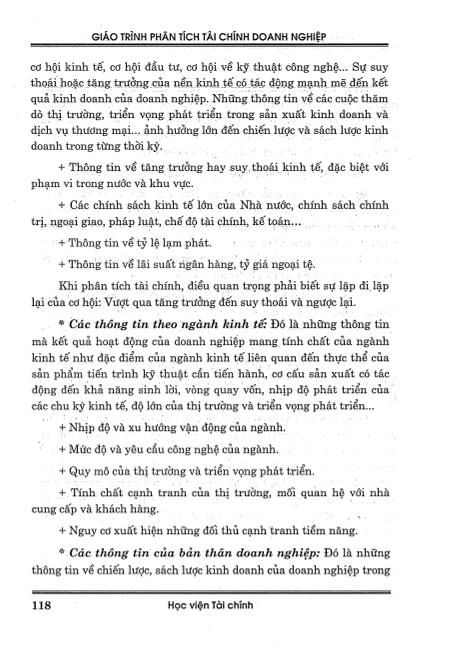 GIÁO TRÌNH PHÂN TÍCH TÀI CHÍNH DOANH NGHIỆP
cơ hội kinh tế, cơ hội đầu tư, cơ hội về kỹ thuật công nghệ... Sự suy
thoái hoặc tăng trưởng của nền kinh tế có tác động mạnh mẽ đến kết
quả kinh doanh của doanh nghiệp. Những thông tin về các cuộc thăm
dò thị trường, triển vọng phát triển trong sản xuất kinh doanh và
dịch vụ thương mại... ảnh hưởng lớn đến chiến lược và sách lược kinh
doanh trong từng thời kỳ.
+ Thông tin về tăng trưởng hay suy thoái kinh tế, đặc biệt với
phạm vi trong nước và khu vực.
+ Các chính sách kinh tế lớn của Nhà nước, chính sách chính
trị, ngoại giao, pháp luật, chế độ tài chính, kế toán...
+ Thông tin về tỷ lệ lạm phát.
+ Thông tin về lãi suất ngân hàng, tỷ giá ngoại tệ.
Khi phân tích tài chính, điều quan trọng phải biết sự lặp đi lặp
lại của cơ hội: Vượt qua tăng trưởng đến suy thoái và ngược lại.
* Các thông tin theo ngành kinh tế: Đó là những thông tin
mà kết quả hoạt động của doanh nghiệp mang tính chất của ngành
kinh tế như đặc điểm của ngành kinh tế liên quan đến thực thể của
sản phẩm tiến trình kỹ thuật cần tiến hành, cơ cấu sản xuất có tác
động đến khả năng sinh lời, vòng quay vốn, nhịp độ phát triển của
các chu kỳ kinh tế, độ lớn của thị trường và triển vọng phát triển...
+ Nhịp độ và xu hướng vận động của ngành.
+ Mức độ và yêu cầu công nghệ của ngành.
+ Quy mô của thị trường và triển vọng phát triển.
+ Tính chất cạnh tranh của thị trường, mối quan hệ với nhà
cung cấp và khách hàng.
+ Nguy cơ xuất hiện những đối thủ cạnh tranh tiềm năng.
* Các thông tin của bản thân doanh nghiệp: Đó là những
thông tin về chiến lược, sách lược kinh doanh của doanh nghiệp trong
118 Học viện Tài chính